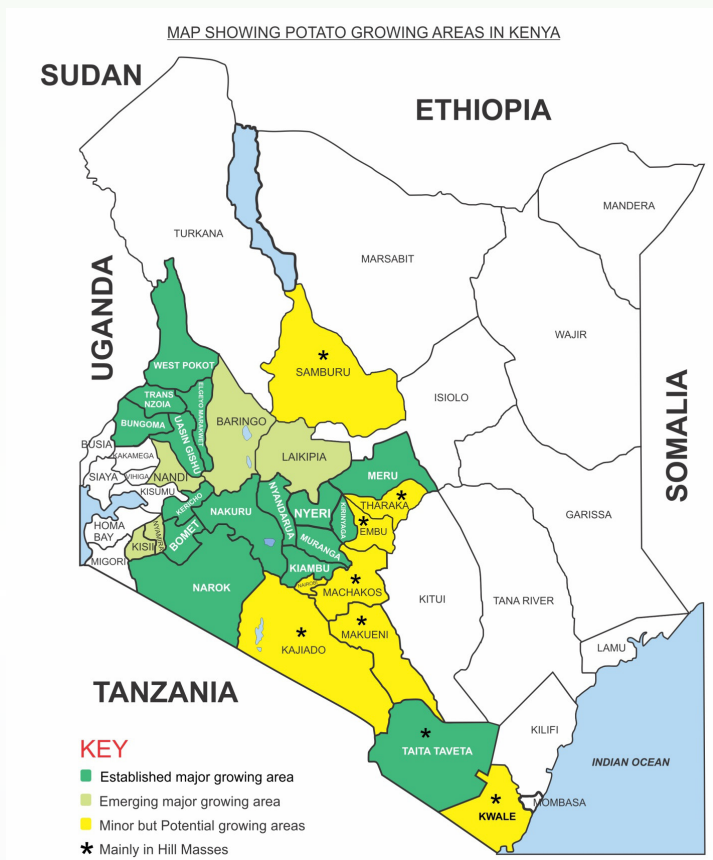 MAP SHOWING POTATO GROWING AREAS IN KENYA
SUDAN
ETHIOPIA
UGANDA
SOMALIA
TANZANIA
INDIAN OCEAN
TURKANA
MARSABIT
MANDERA
WAJIR
ISIOLO
GARISSA
SAMBURU
*
WEST POKOT
TRANS
NZOIA
ELGEYO MARAKWET
BUNGOMA
UASIN GISHU
BARINGO
LAIKIPIA
BUSIA
KAKAMEGA
SIAYA
VIHIGA
NANDI
KISUMU
MERU
THARAKA
*
EMBU
*
KERICHO
NAKURU
NYANDARUA
NYERI
KIRINYAGA
MURANGA
HOMA
BAY
KISII
NYAMIRA
BOMET
MIGORI
KIAMBU
NAIROBI
NAROK
MACHAKOS
*
KITUI
TANA RIVER
MAKUENI
*
KAJIADO
*
LAMU
TAITA TAVETA
*
KILIFI
KWALE
*
MOMBASA
KEY
Established major growing area
Emerging major growing area
Minor but Potential growing areas
* Mainly in Hill Masses